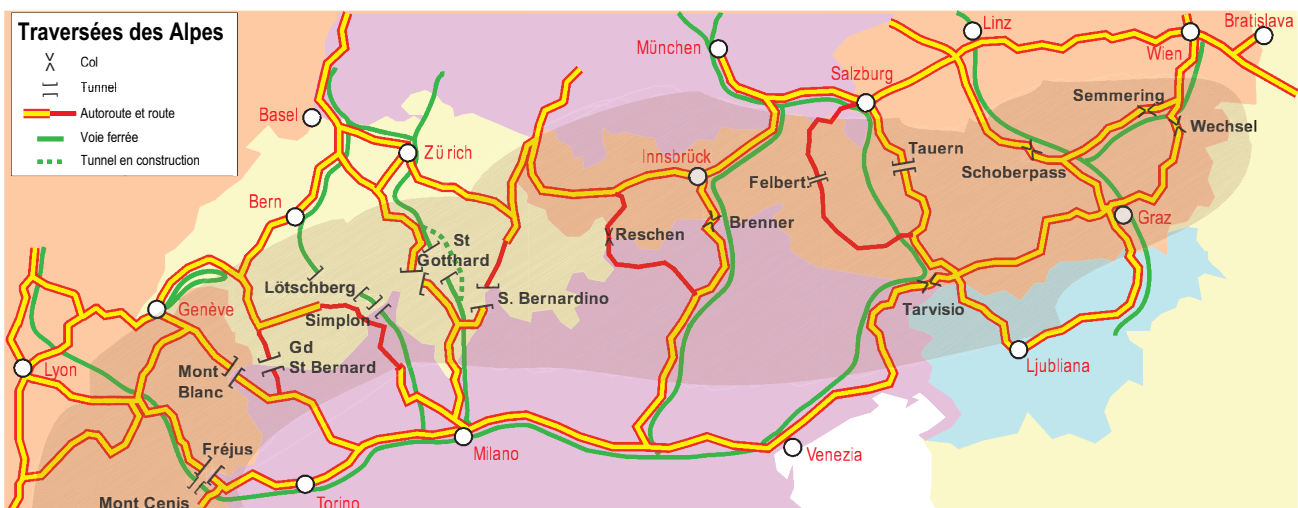 Traversées des Alpes
Col
Tunnel
Autoroute et route
Voie ferrée
Tunnel en construction
Linz
Bratislava
München
Wien
Salzburg
Semmering
Basel
Wechsel
Zürich
Tauern
Innsbrück
Schoberpass
Felbert.
Bern
Graz
Brenner
Reschen
St
Gotthard
Lötschberg
S. Bernardino
Genève
Tarvisio
Simplon
Gd
St Bernard
Mont
Blanc
Lyon
Ljubliana
Fréjus
Milano
Venezia
Mont Cenis
Torino